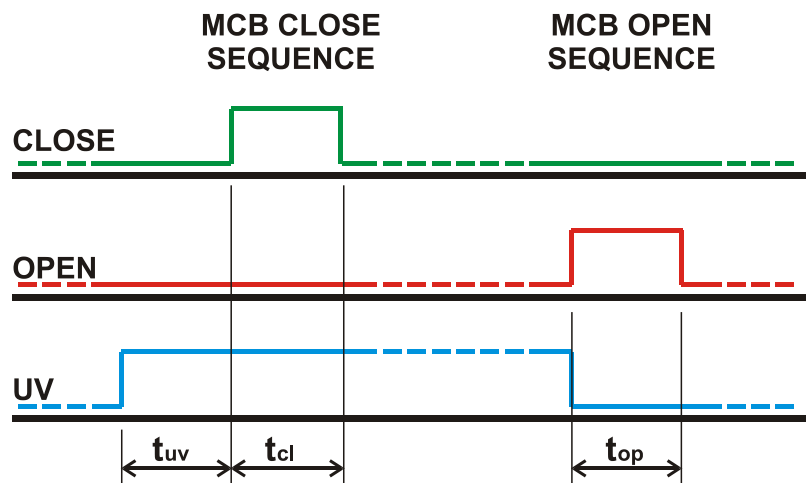 MCB CLOSE
SEQUENCE
MCB OPEN
SEQUENCE
CLOSE
OPEN
UV
tuv
tcl
top